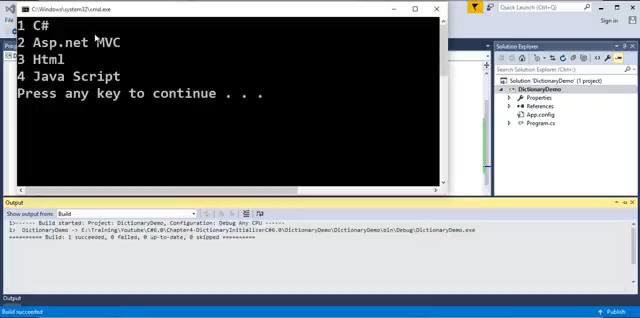 C:\Windows\system32\cmd.exe
1 C#
2 Asp.net MVC
3 Html
4 Java Script
Press any key to continue . . .
Quick Launch (Ctrl+Q)
Sign in
Solution Explorer
Search Solution Explorer (Ctrl+;)
Solution 'DictionaryDemo' (1 project)
DictionaryDemo
Properties
References
App.config
Program.cs
Output
Show output from: Build
1>------ Build started: Project: DictionaryDemo, Configuration: Debug Any CPU ------
1> DictionaryDemo -> E:\Training\Youtube\C#6.0\Chapter4-DictionaryInitializerC#6.0\DictionaryDemo\DictionaryDemo\bin\Debug\DictionaryDemo.exe
========== Build: 1 succeeded, 0 failed, 0 up-to-date, 0 skipped ==========
Output
Build succeeded
Publish